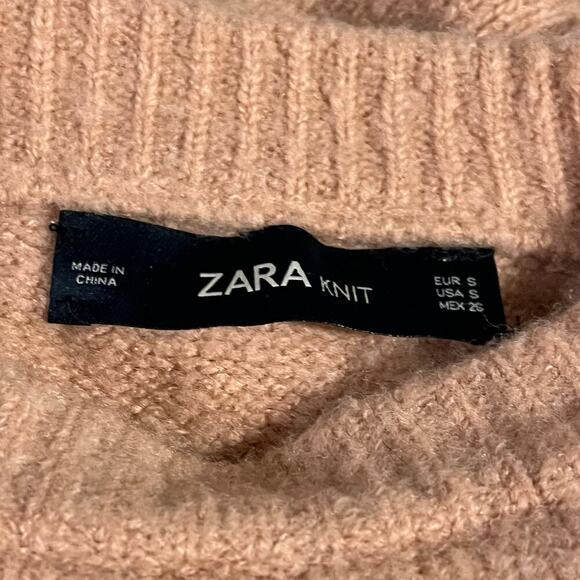 MADE IN
CHINA
ZARA KNIT
EUR S
USA S
MEX 26